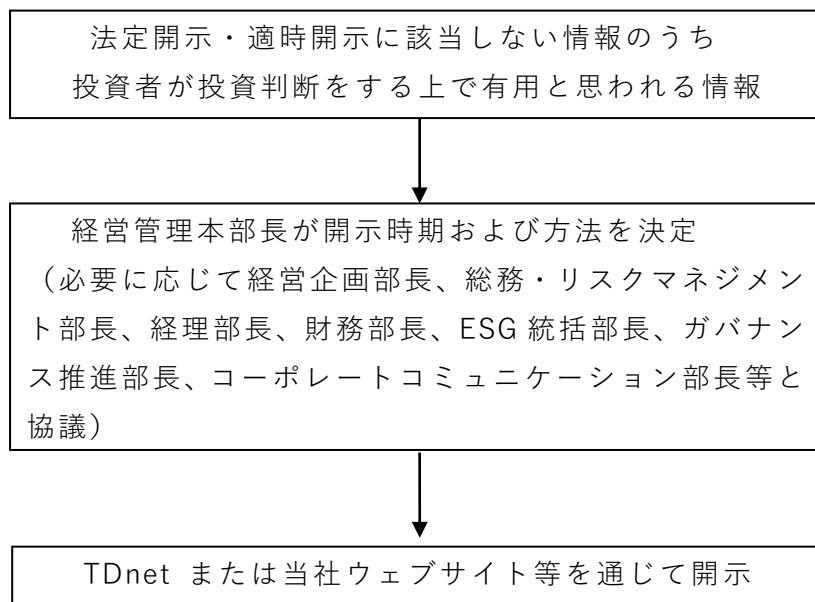 法定開示・適時開示に該当しない情報のうち
投資者が投資判断をする上で有用と思われる情報
経営管理本部長が開示時期および方法を決定
（必要に応じて経営企画部長、総務・リスクマネジメン
ト部長、経理部長、財務部長、ESG 統括部長、ガバナン
ス推進部長、コーポレートコミュニケーション部長等と
協議）
TDnet または当社ウェブサイト等を通じて開示